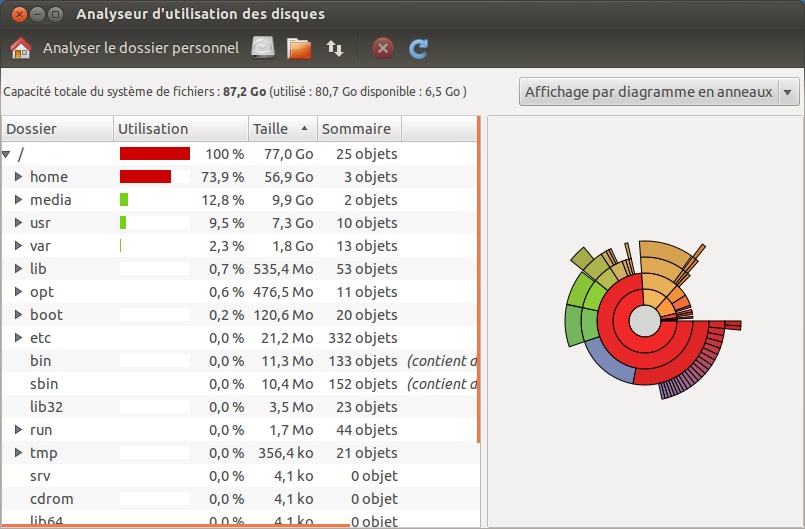 Analyseur d'utilisation des disques
Analyser le dossier personnel
Capacité totale du système de fichiers : 87,2 Go (utilisé : 80,7 Go disponible : 6,5 Go )
Affichage par diagramme en anneaux
Dossier Utilisation Taille Sommaire
/ 100 % 77,0 Go 25 objets
home 73,9 % 56,9 Go 3 objets
media 12,8 % 9,9 Go 2 objets
usr 9,5 % 7,3 Go 10 objets
var 2,3 % 1,8 Go 13 objets
lib 0,7 % 535,4 Mo 53 objets
opt 0,6 % 476,5 Mo 11 objets
boot 0,2 % 120,6 Mo 20 objets
etc 0,0 % 21,2 Mo 332 objets
bin 0,0 % 11,3 Mo 133 objets (contient d
sbin 0,0 % 10,4 Mo 152 objets (contient d
lib32 0,0 % 3,5 Mo 23 objets
run 0,0 % 1,7 Mo 44 objets
tmp 0,0 % 356,4 ko 21 objets
srv 0,0 % 4,1 ko 0 objet
cdrom 0,0 % 4,1 ko 0 objet
lib64 0,0 % 4,1 ko 0 objet